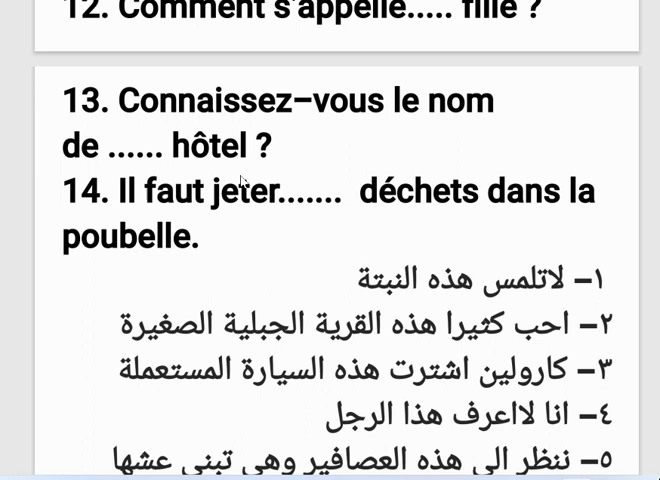 12. Comment s'appelle..... fille ?
13. Connaissez–vous le nom
de ...... hôtel ?
14. Il faut jeter....... déchets dans la
poubelle.
١– لاتلمس هذه النبتة
٢– احب كثيرا هذه القرية الجبلية الصغيرة
٣– كارولين اشترت هذه السيارة المستعملة
٤– انا لااعرف هذا الرجل
٥– ننظر الى هذه العصافير وهي تبني عشها